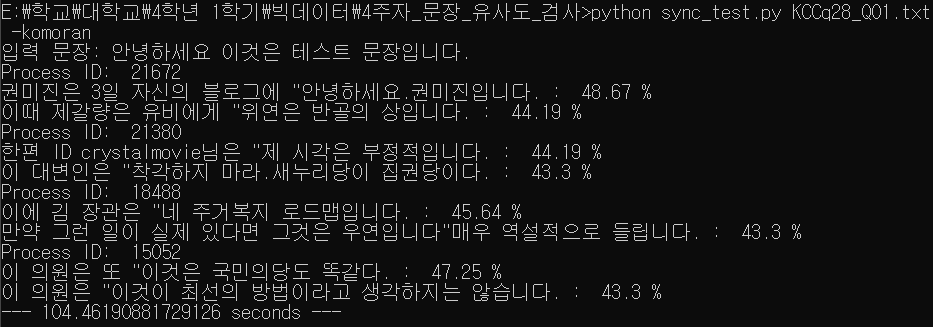 E:\학교\대학교\4학년 1학기\빅데이터\4주자_문장_유사도_검사>python sync_test.py KCCq28_Q01.txt
-komoran
입력 문장: 안녕하세요 이것은 테스트 문장입니다.
Process ID:  21672
권미진은 3일 자신의 블로그에 "안녕하세요.권미진입니다. :  48.67 %
이때 제갈량은 유비에게 "위연은 반골의 상입니다. :  44.19 %
Process ID:  21380
한편 ID crystalmovie님은 "제 시각은 부정적입니다. :  44.19 %
이 대변인은 "착각하지 마라.새누리당이 집권당이다. :  43.3 %
Process ID:  18488
이에 김 장관은 "네 주거복지 로드맵입니다. :  45.64 %
만약 그런 일이 실제 있다면 그것은 우연입니다"매우 역설적으로 들립니다. :  43.3 %
Process ID:  15052
이 의원은 또 "이것은 국민의당도 똑같다. :  47.25 %
이 의원은 "이것이 최선의 방법이라고 생각하지는 않습니다. :  43.3 %
--- 104.46190881729126 seconds ---